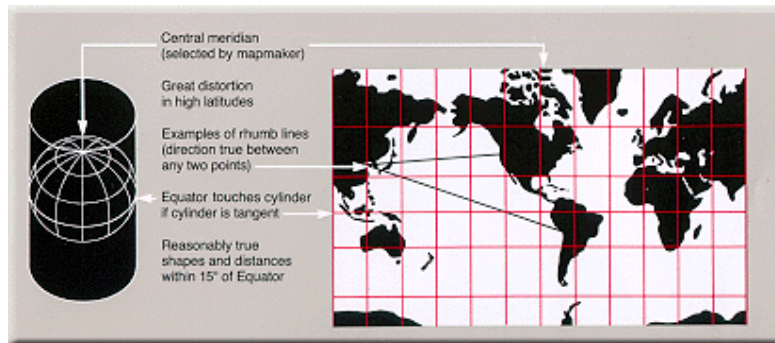 Central meridian
(selected by mapmaker)
Great distortion
in high latitudes
Examples of rhumb lines
(direction true between
any two points)
Equator touches cylinder
if cylinder is tangent
Reasonably true
shapes and distances
within 15° of Equator